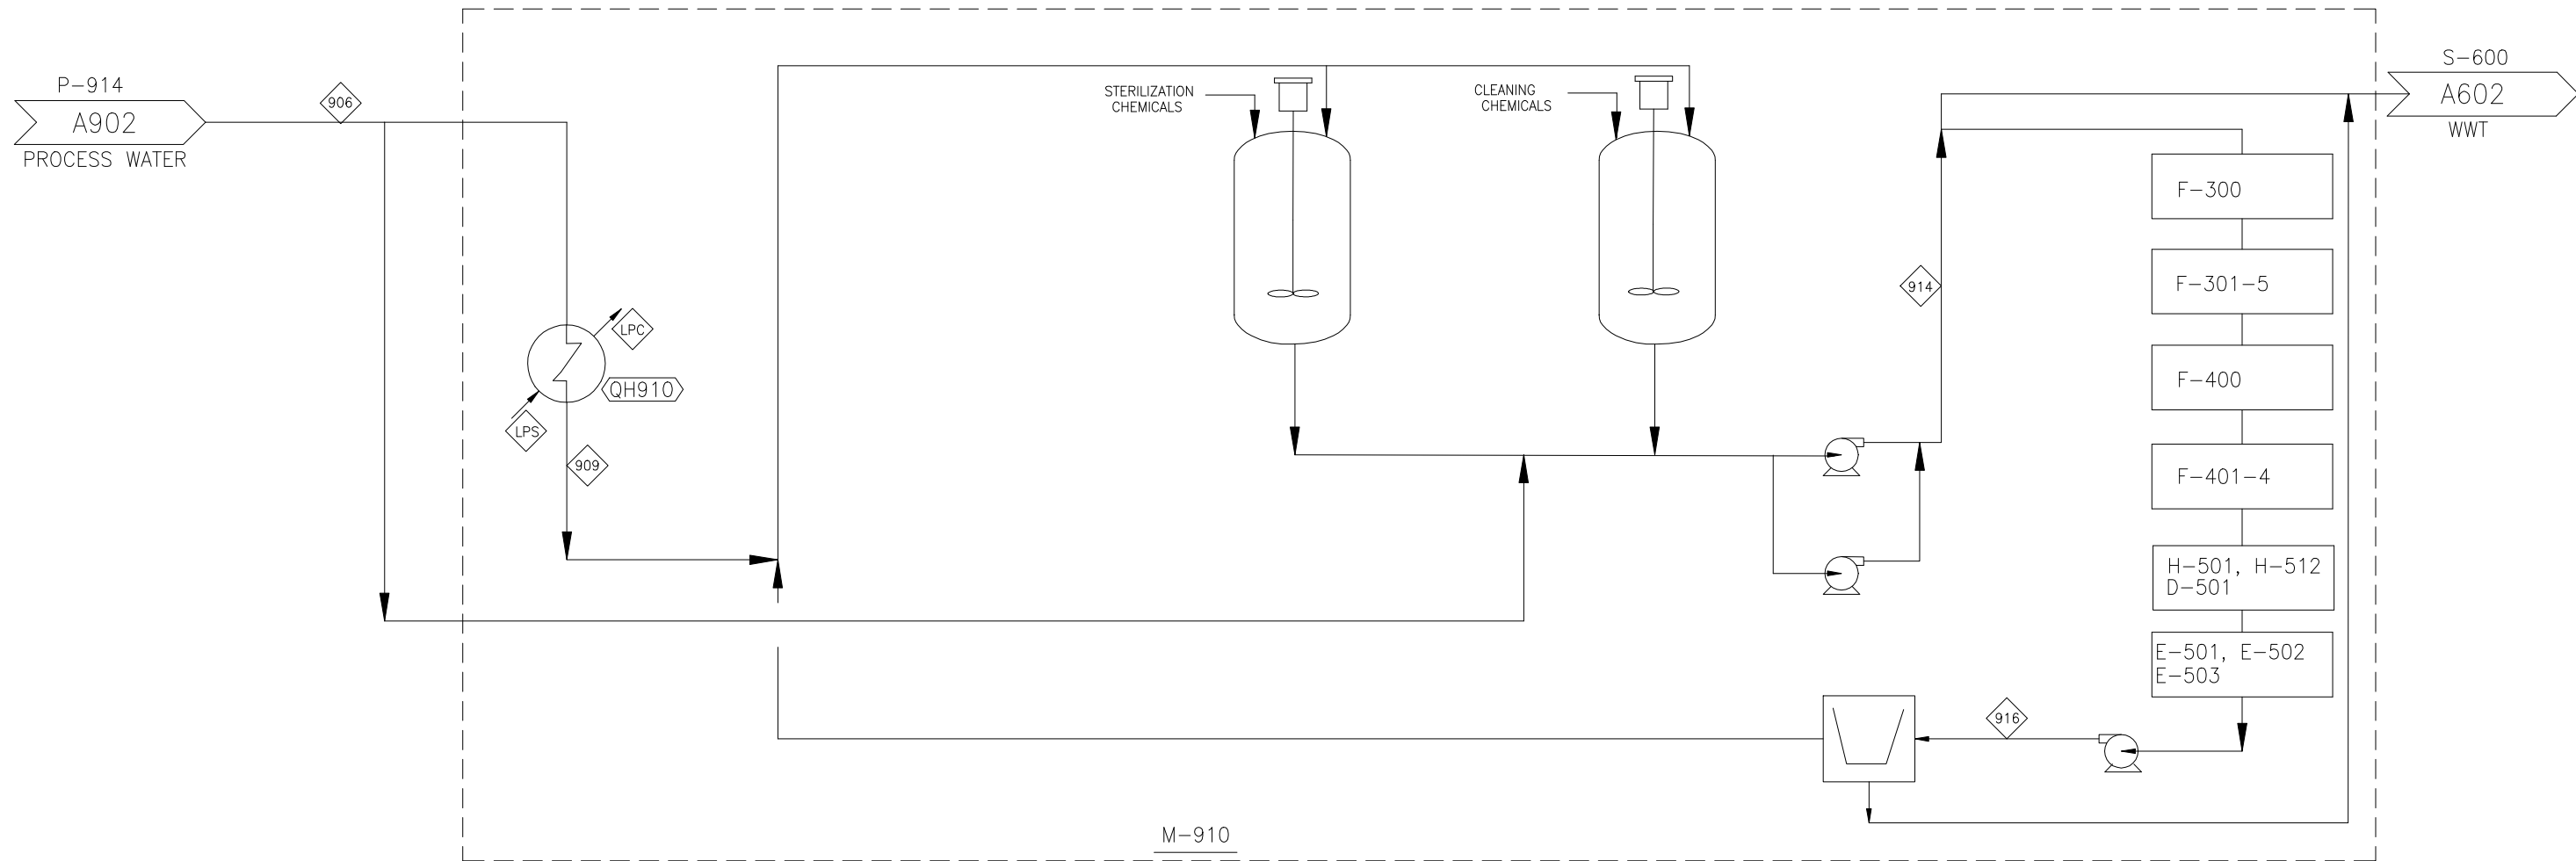 P-914
A902
PROCESS WATER
906
STERILIZATION
CHEMICALS
CLEANING
CHEMICALS
S-600
A602
WWT
F-300
F-301-5
F-400
F-401-4
H-501, H-512
D-501
E-501, E-502
E-503
914
LPC
QH910
LPS
909
916
M-910